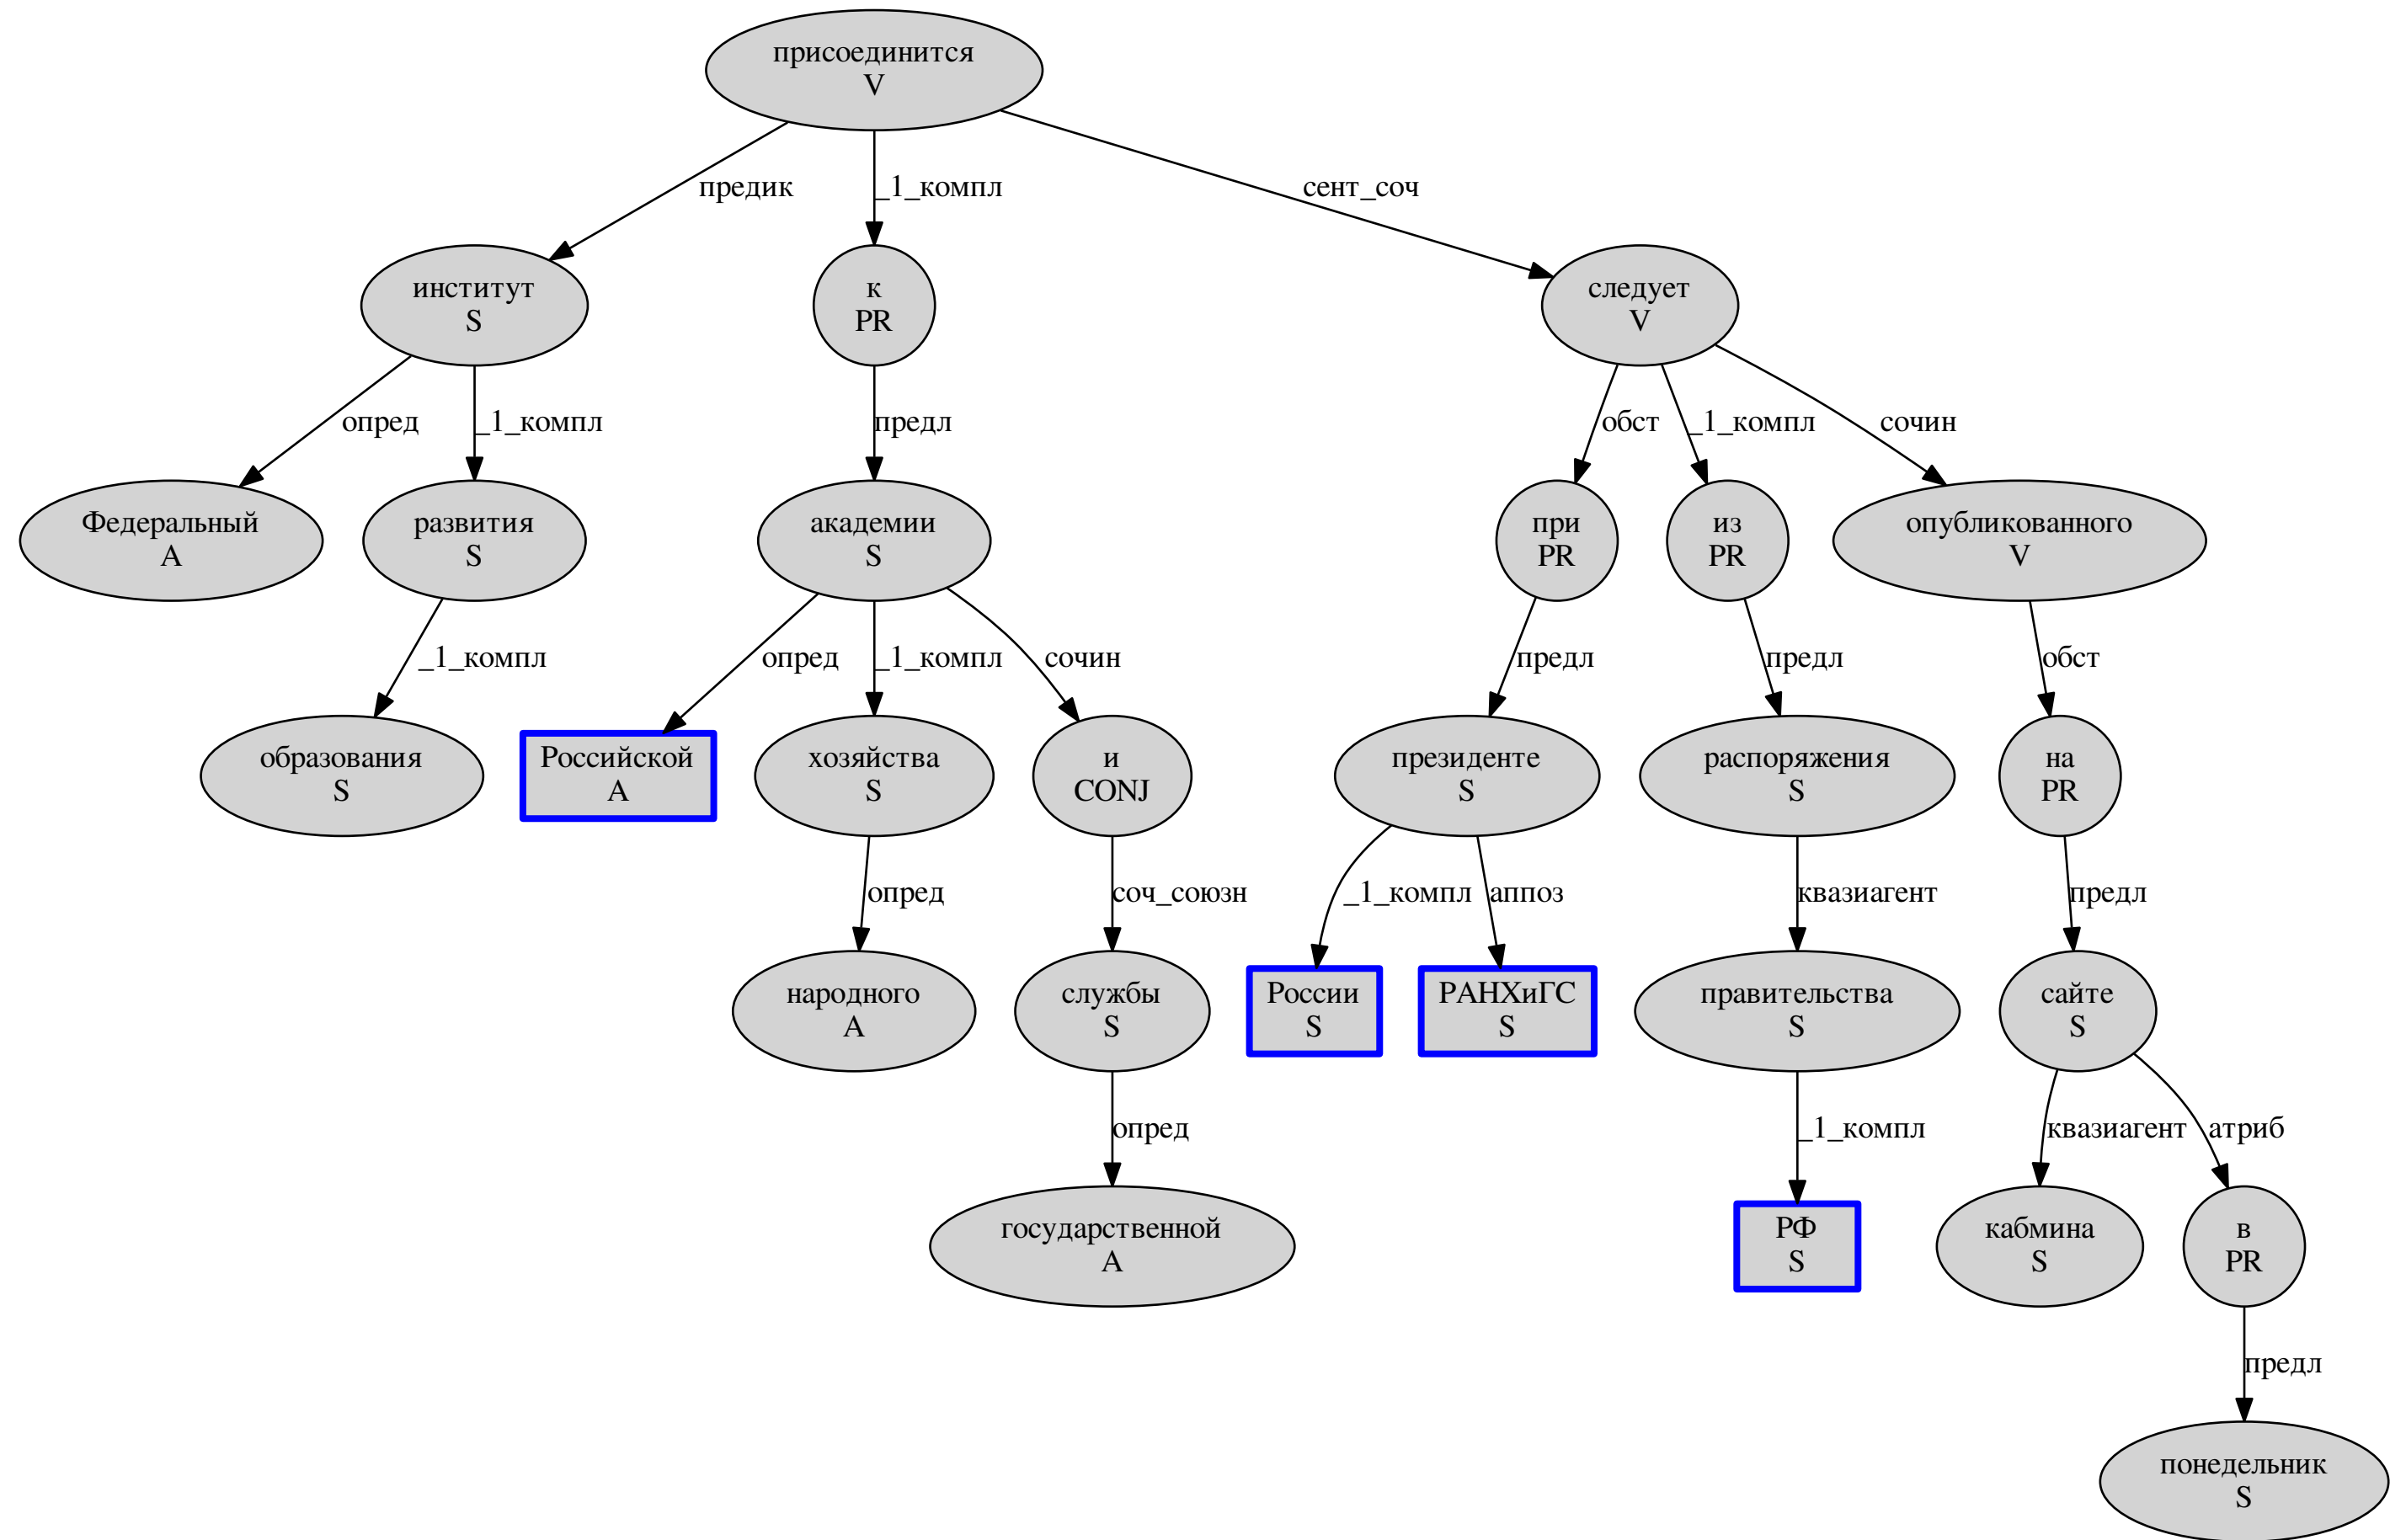 присоединится
V
предик
_1_компл
сент_соч
институт
S
к
PR
следует
V
опред
_1_компл
предл
обст
_1_компл
сочин
Федеральный
A
развития
S
академии
S
при
PR
из
PR
опубликованного
V
_1_компл
опред
_1_компл
сочин
предл
предл
обст
образования
S
Российской
A
хозяйства
S
и
CONJ
президенте
S
распоряжения
S
на
PR
опред
соч_союзн
_1_компл
аппоз
квазиагент
предл
народного
A
службы
S
России
S
РАНХиГС
S
правительства
S
сайте
S
опред
_1_компл
квазиагент
атриб
государственной
A
РФ
S
кабмина
S
в
PR
предл
понедельник
S